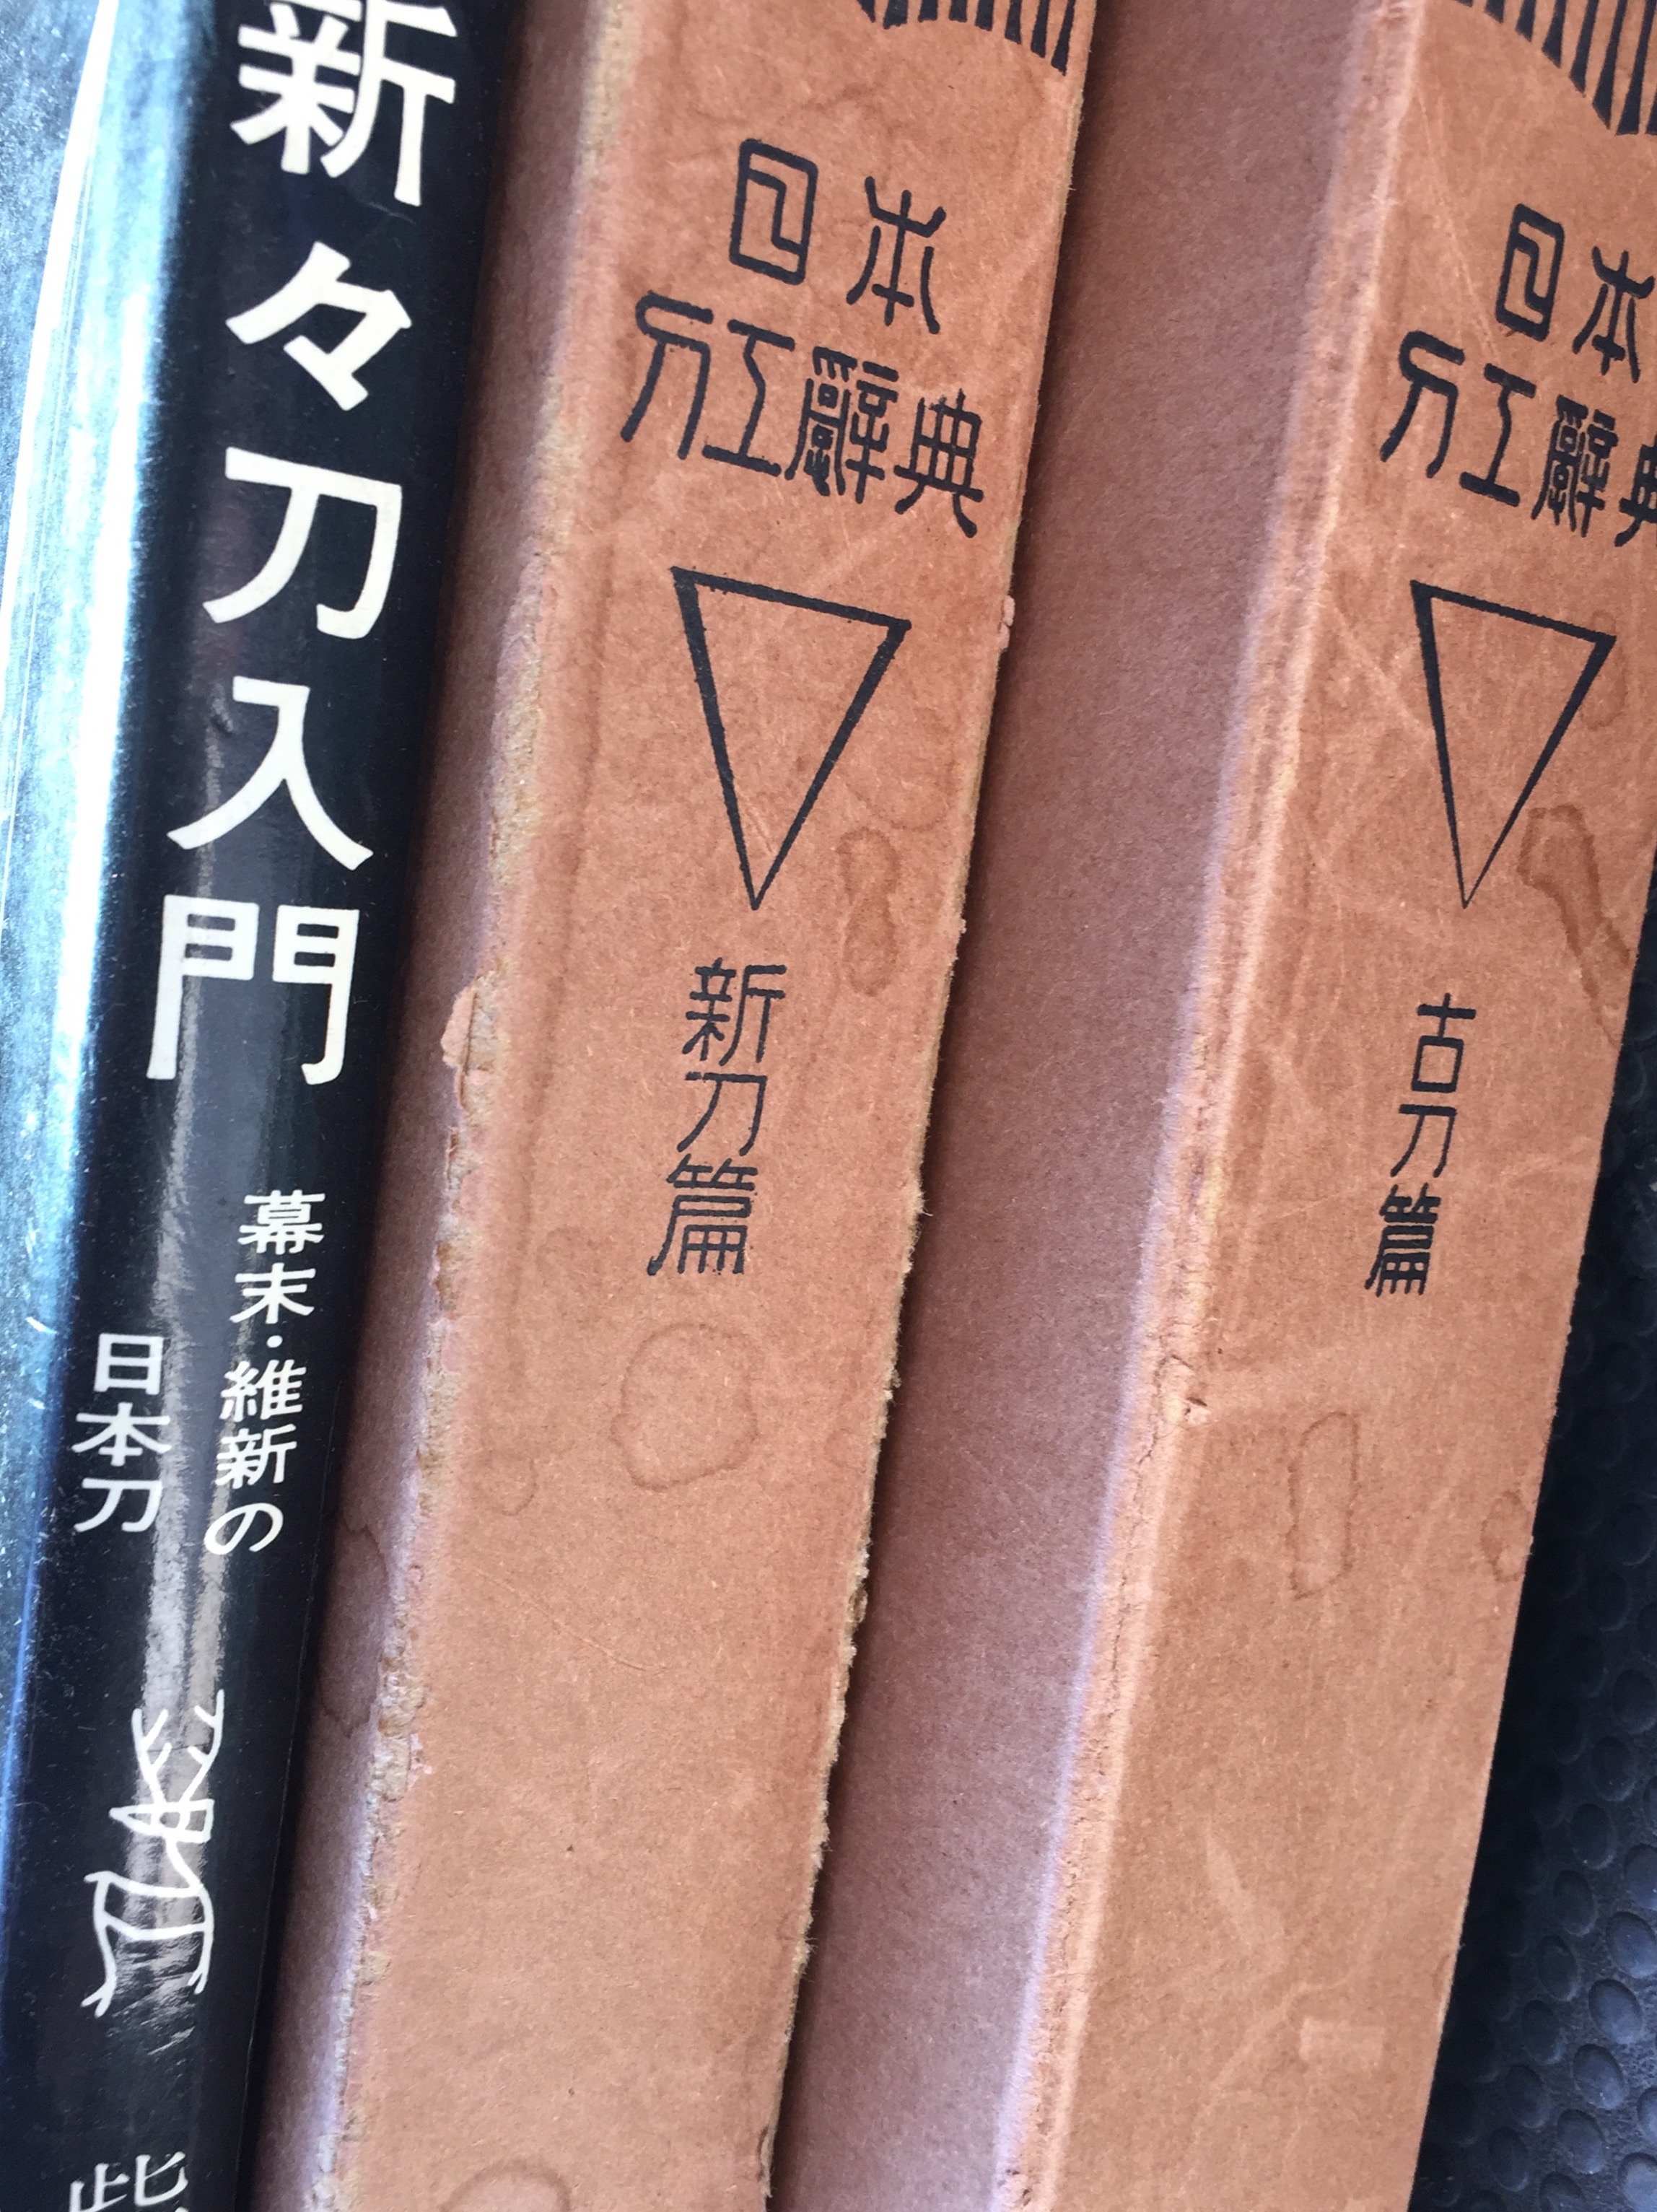 新々刀入門
幕末・維新の
日本刀
日本
刀工辭典
新刀篇
日本
刀工辭典
古刀篇